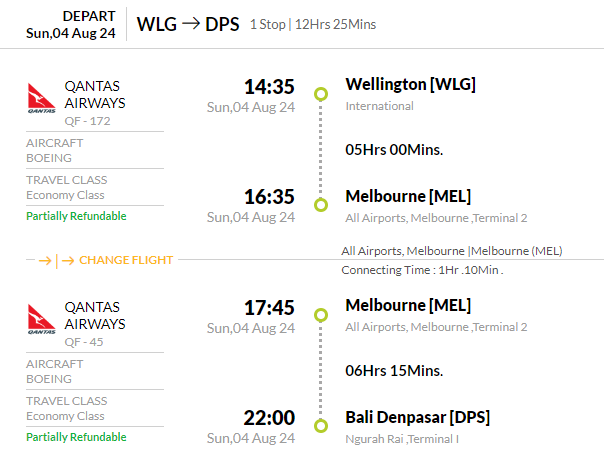 DEPART
Sun,04 Aug 24
WLG → DPS 1 Stop | 12Hrs 25Mins
QANTAS
AIRWAYS
QF - 172
QANTAS
14:35
Sun,04 Aug 24
Wellington [WLG]
International
AIRCRAFT
BOEING
05Hrs 00Mins.
TRAVEL CLASS
Economy Class
Partially Refundable
16:35
Sun,04 Aug 24
Melbourne [MEL]
All Airports, Melbourne ,Terminal 2
→ | → CHANGE FLIGHT
All Airports, Melbourne |Melbourne (MEL)
Connecting Time : 1Hr .10Min .
QANTAS
AIRWAYS
QF - 45
QANTAS
17:45
Sun,04 Aug 24
Melbourne [MEL]
All Airports, Melbourne ,Terminal 2
AIRCRAFT
BOEING
06Hrs 15Mins.
TRAVEL CLASS
Economy Class
Partially Refundable
22:00
Sun,04 Aug 24
Bali Denpasar [DPS]
Ngurah Rai ,Terminal I